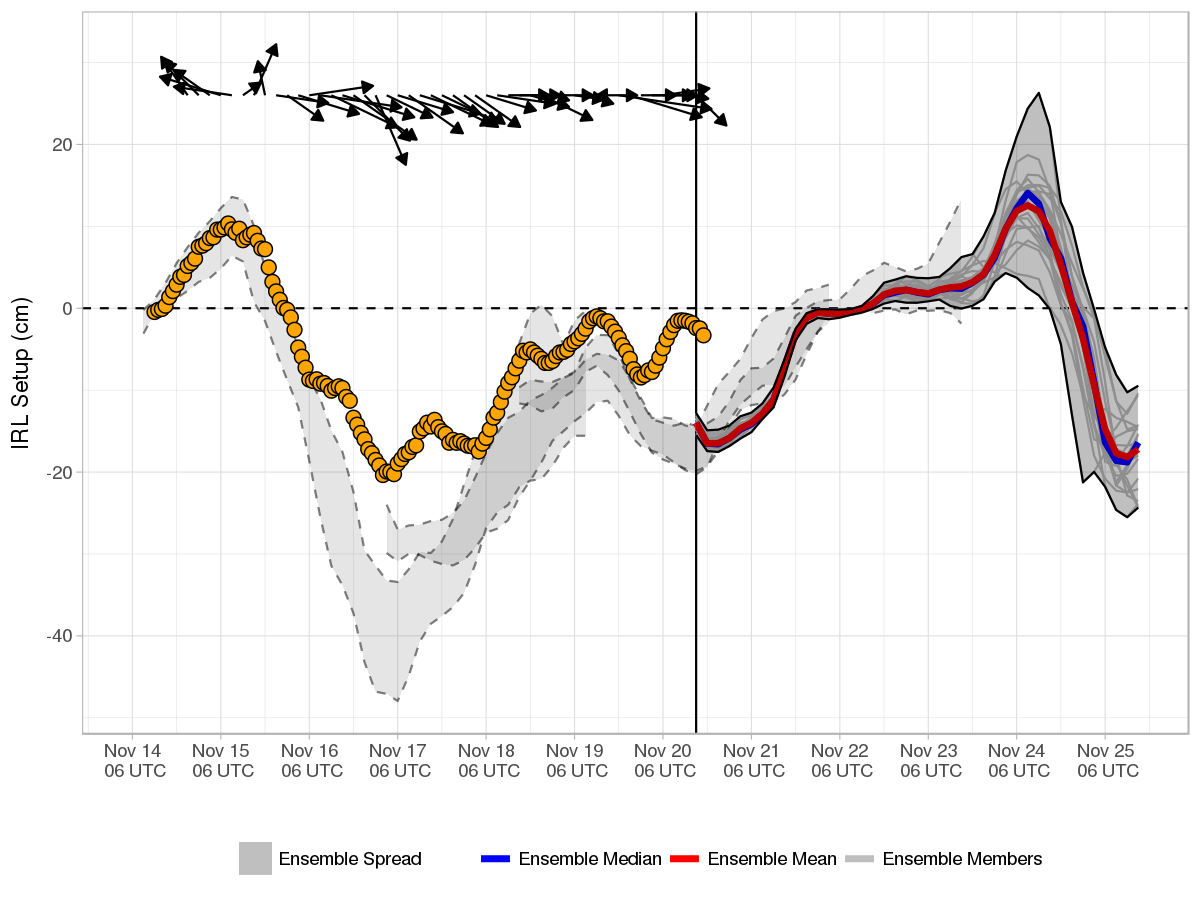 IRL Setup (cm)
20
0
-20
-40
Nov 14 Nov 15 Nov 16 Nov 17 Nov 18 Nov 19 Nov 20 Nov 21 Nov 22 Nov 23 Nov 24 Nov 25
06 UTC 06 UTC 06 UTC 06 UTC 06 UTC 06 UTC 06 UTC 06 UTC 06 UTC 06 UTC 06 UTC 06 UTC
Ensemble Spread Ensemble Median Ensemble Mean Ensemble Members